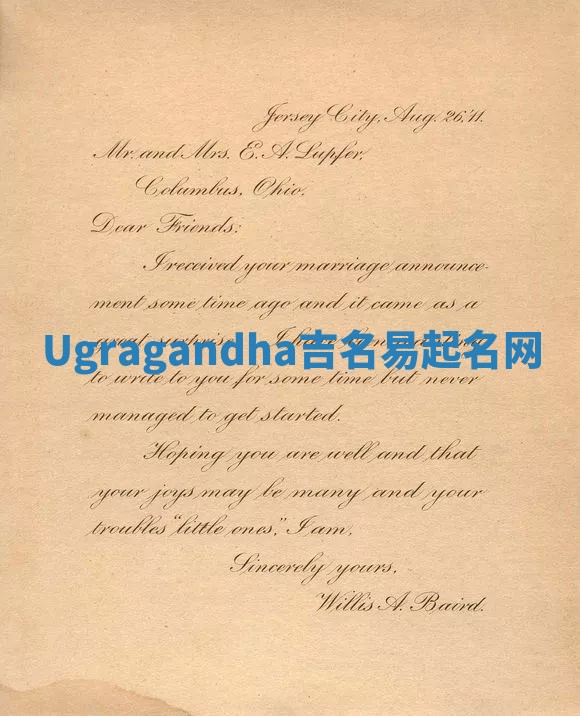 Jersey City, Aug. 26, '11.
Mr. and Mrs. E. A. Lupfer,
Columbus, Ohio.
Dear Friends:
I received your marriage announce-
ment some time ago and it came as a
great surprise. I have
Ugragandha吉名易起名网
to write to you for some time but never
managed to get started.
Hoping you are well and that
your joys may be many and your
troubles "little ones," I am,
Sincerely yours,
Willis A. Baird.